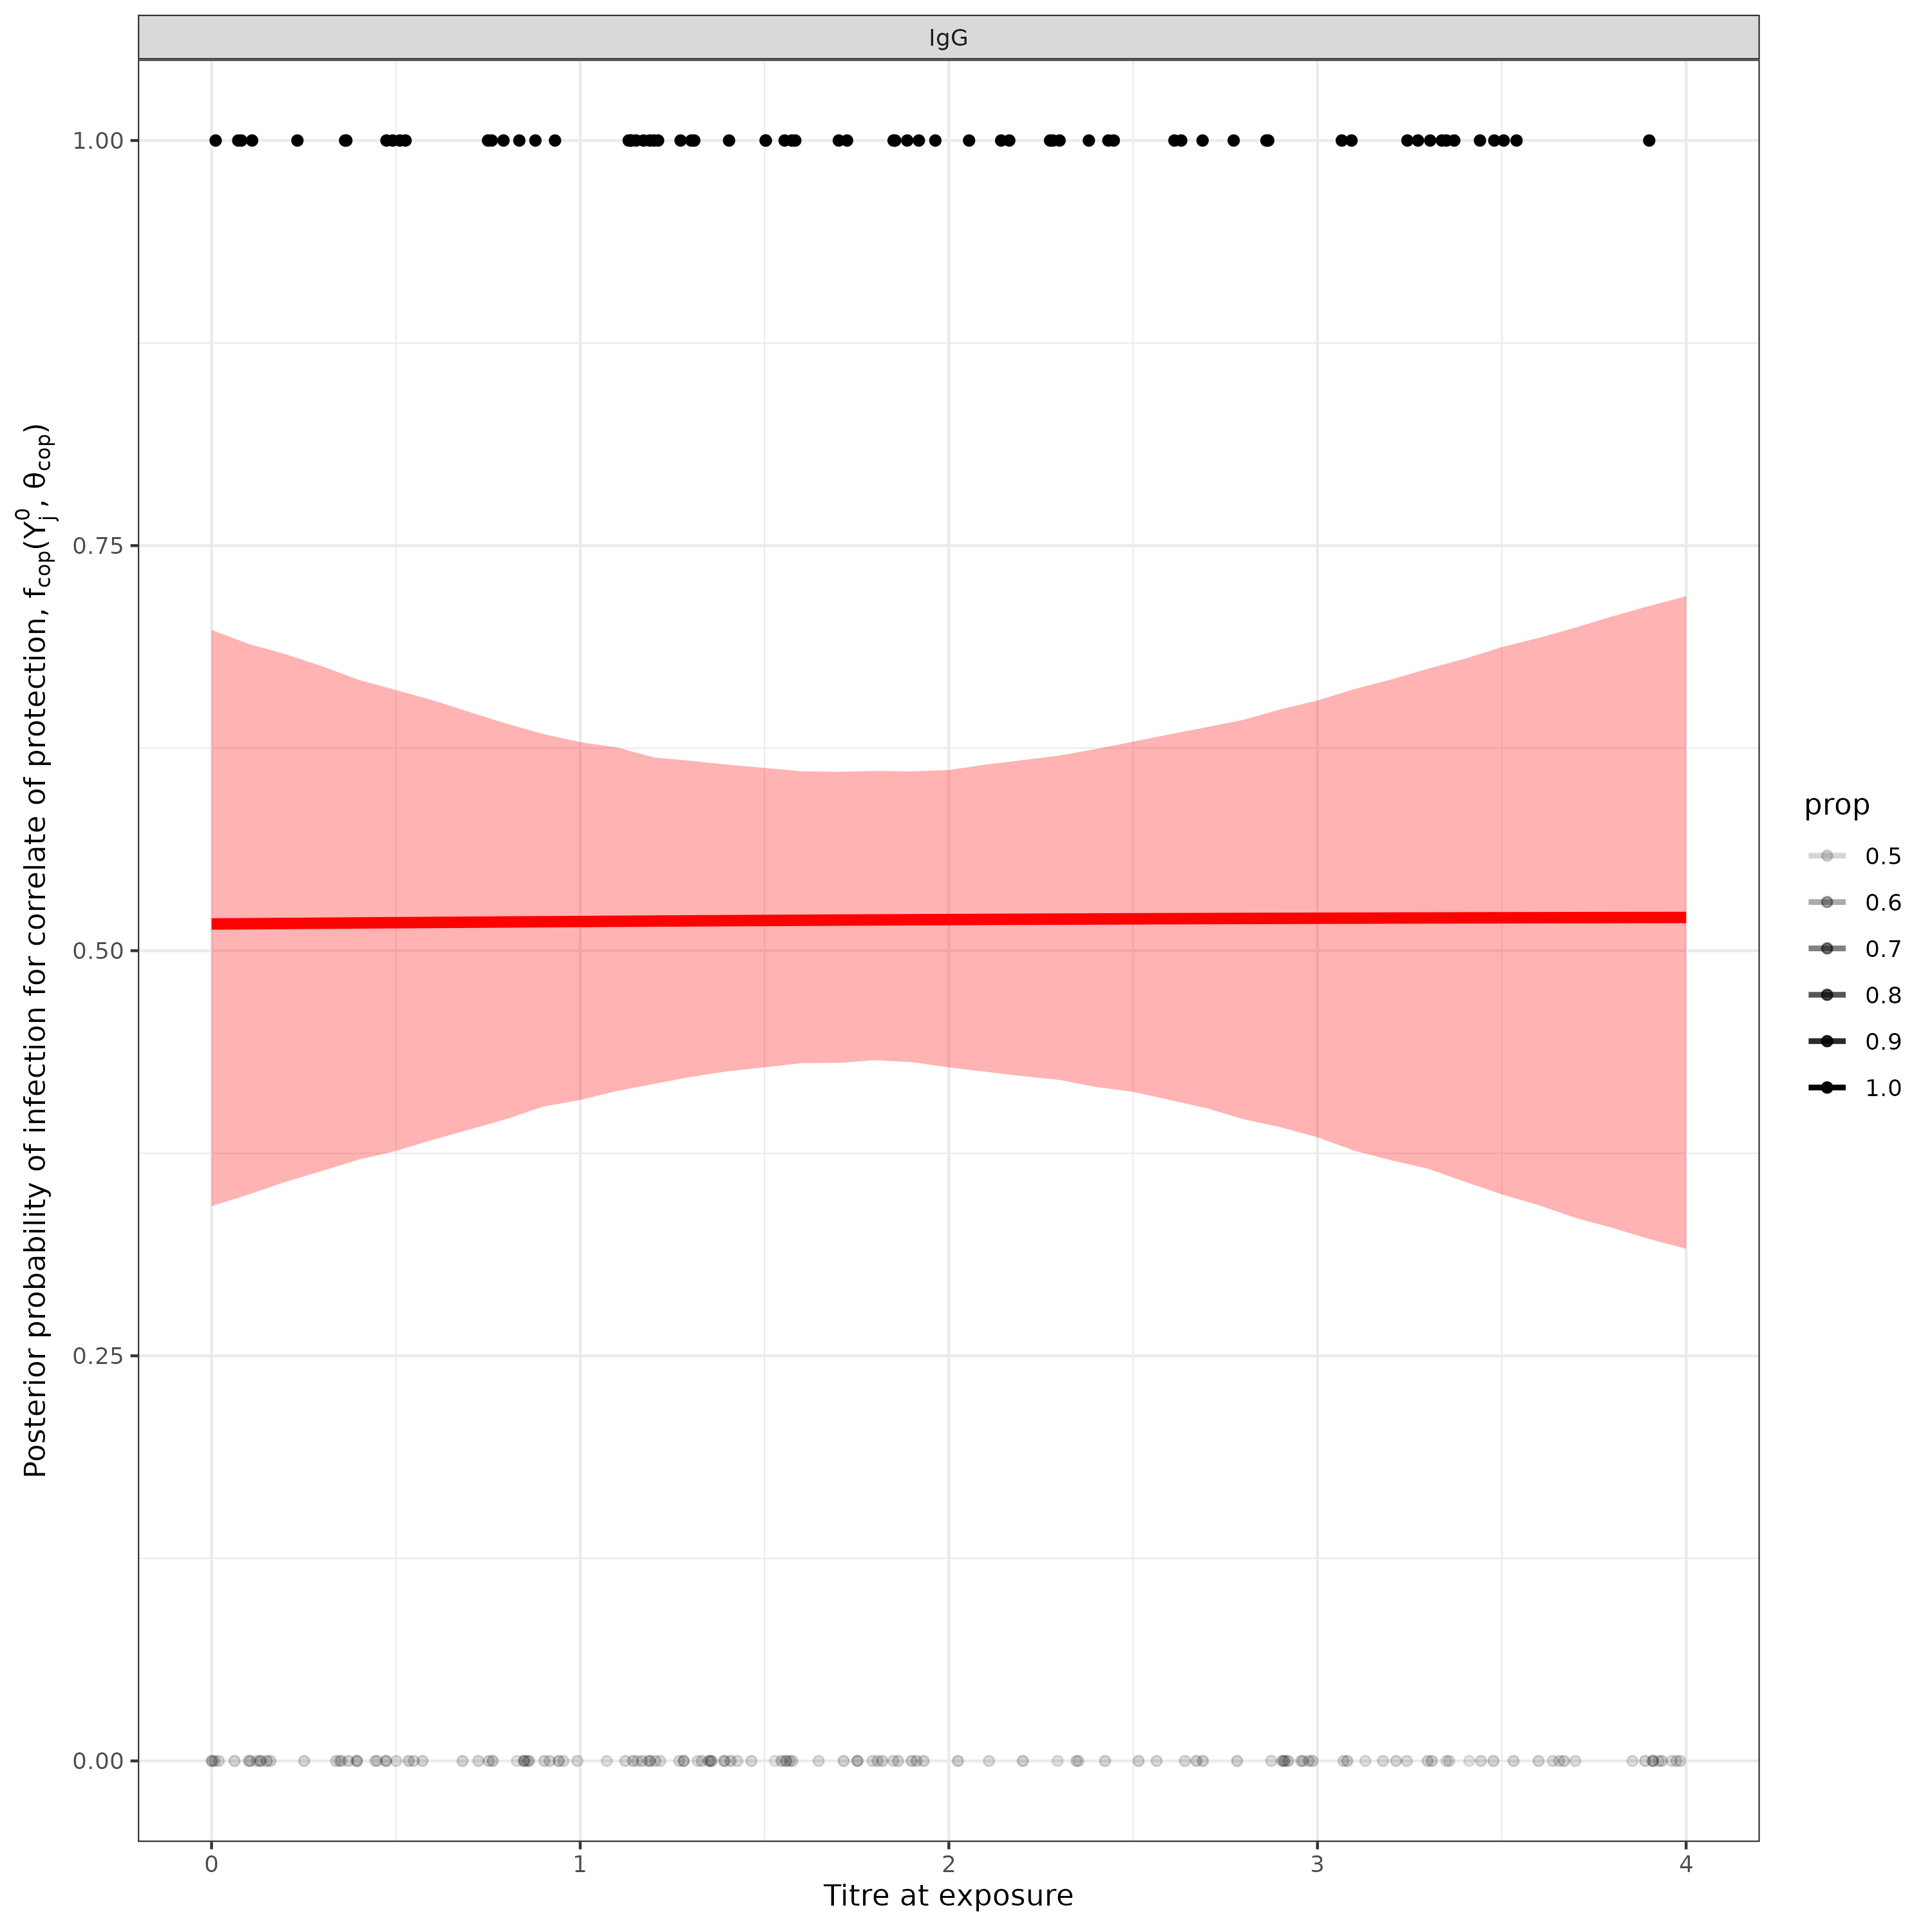 IgG
Posterior probability of infection for correlate of protection, f_cop(Y_j^0, θ_cop)
1.00
0.75
0.50
0.25
0.00
0 1 2 3 4
Titre at exposure
prop
0.5
0.6
0.7
0.8
0.9
1.0